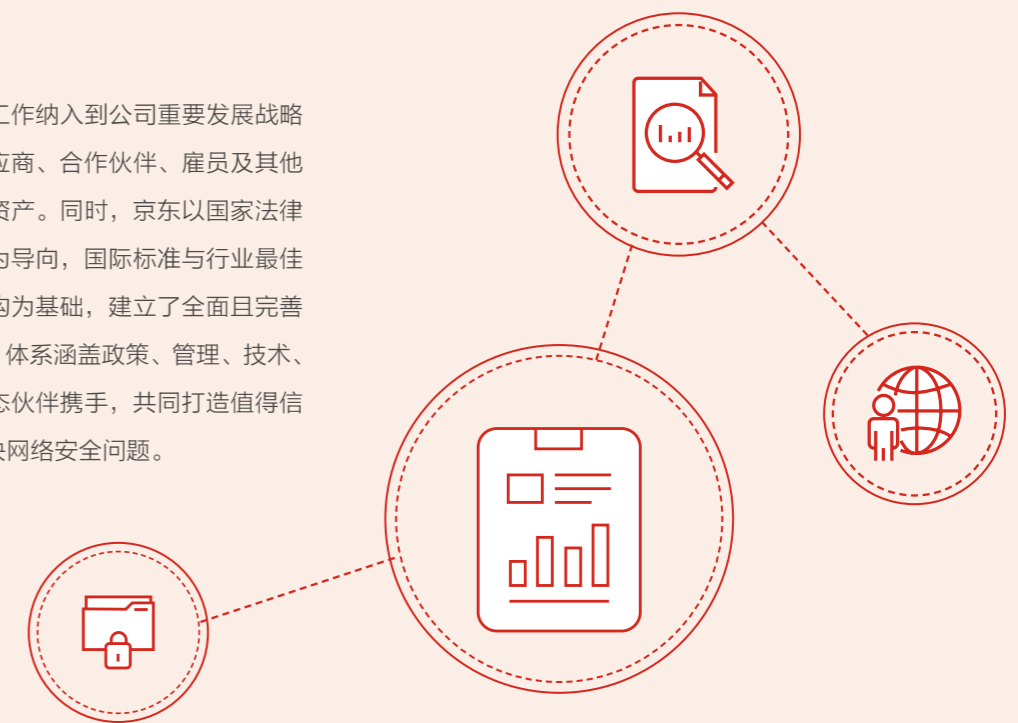 工作纳入到公司重要发展战略
应商、合作伙伴、雇员及其他
资产。同时，京东以国家法律
为导向，国际标准与行业最佳
构为基础，建立了全面且完善
体系涵盖政策、管理、技术、
态伙伴携手，共同打造值得信
决网络安全问题。